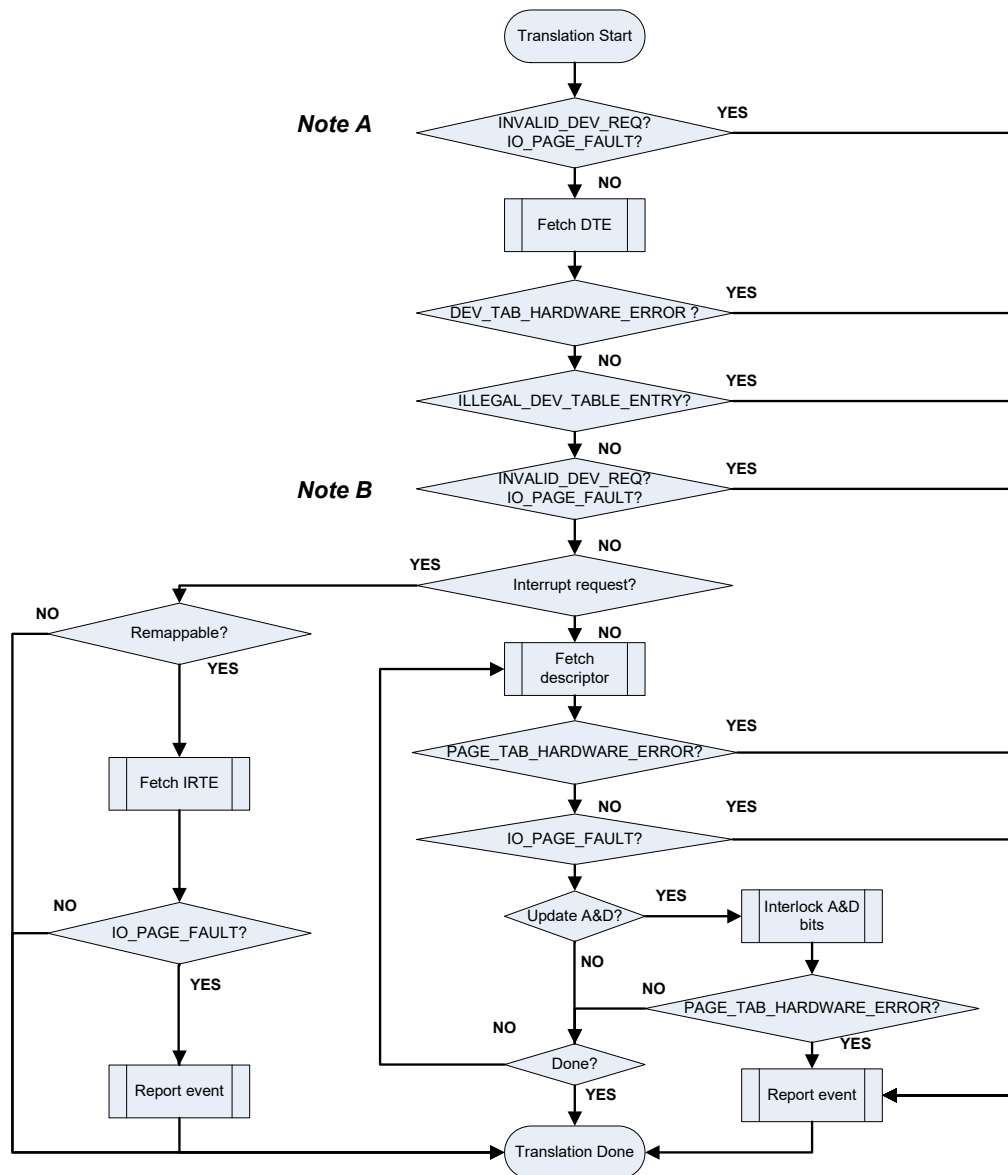 Translation Start
Note A
INVALID_DEV_REQ?
IO_PAGE_FAULT?
YES
NO
Fetch DTE
DEV_TAB_HARDWARE_ERROR ?
YES
NO
ILLEGAL_DEV_TABLE_ENTRY?
YES
NO
Note B
INVALID_DEV_REQ?
IO_PAGE_FAULT?
YES
NO
YES
Interrupt request?
NO
Remappable?
YES
NO
Fetch
descriptor
PAGE_TAB_HARDWARE_ERROR?
YES
Fetch IRTE
NO
YES
IO_PAGE_FAULT?
NO
IO_PAGE_FAULT?
YES
Update A&D?
YES
Interlock A&D
bits
NO
NO
PAGE_TAB_HARDWARE_ERROR?
YES
NO
Done?
YES
Report event
Report event
Translation Done